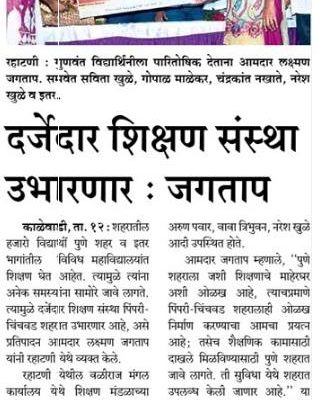 रहाटणी : गुणवंत विद्यार्थिनीला पारितोषिक देताना आमदार लक्ष्मण
जगताप. समवेत सविता खुळे, गोपाळ माळेकर, चंद्रकांत नखाते, नरेश
खुळे व इतर..
दर्जेदार शिक्षण संस्था
उभारणार : जगताप
काळेवाडी, ता. १२ : शहरातील
हजारो विद्यार्थी पुणे शहर व इतर
भागांतील विविध महाविद्यालयांत
शिक्षण घेत आहेत. त्यामुळे त्यांना
अनेक समस्यांना सामोरे जावे लागते.
त्यामुळे दर्जेदार शिक्षण संस्था पिंपरी-
चिंचवड शहरात उभारणार आहे, असे
प्रतिपादन आमदार लक्ष्मण जगताप
यांनी रहाटणी येथे व्यक्त केले.
रहाटणी येथील वळीराज मंगल
कार्यालय येथे शिक्षण मंडळाच्या
अरुण पवार, बाबा त्रिभुवन, नरेश खुळे
आदी उपस्थित होते.
आमदार जगताप म्हणाले, ''पुणे
शहराला जशी शिक्षणाचे माहेरघर
अशी ओळख आहे, त्याचप्रमाणे
पिंपरी-चिंचवड शहरालाही ओळख
निर्माण करण्याचा आमचा प्रयत्न
आहे; तसेच शैक्षणिक कामासाठी
दाखले मिळविण्यासाठी पुणे शहरात
जावे लागते. ती सुविधा येथे शहरात
उपलब्ध केली जाणार आहे.'' या